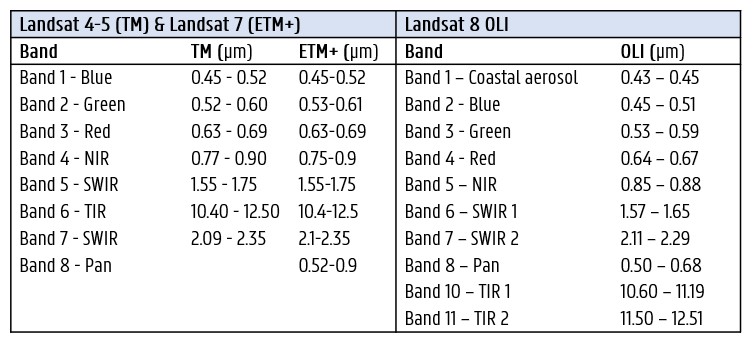 Landsat 4-5 (TM) & Landsat 7 (ETM+) Landsat 8 OLI
Band TM (µm) ETM+ (µm) Band OLI (µm)
Band 1 - Blue 0.45 - 0.52 0.45-0.52 Band 1 – Coastal aerosol 0.43 – 0.45
Band 2 - Green 0.52 - 0.60 0.53-0.61 Band 2 - Blue 0.45 – 0.51
Band 3 - Red 0.63 - 0.69 0.63-0.69 Band 3 - Green 0.53 – 0.59
Band 4 - NIR 0.77 - 0.90 0.75-0.9 Band 4 - Red 0.64 – 0.67
Band 5 - SWIR 1.55 - 1.75 1.55-1.75 Band 5 – NIR 0.85 – 0.88
Band 6 - TIR 10.40 - 12.50 10.4-12.5 Band 6 – SWIR 1 1.57 – 1.65
Band 7 - SWIR 2.09 - 2.35 2.1-2.35 Band 7 – SWIR 2 2.11 – 2.29
Band 8 - Pan 0.52-0.9 Band 8 – Pan 0.50 – 0.68
Band 10 – TIR 1 10.60 – 11.19
Band 11 – TIR 2 11.50 – 12.51